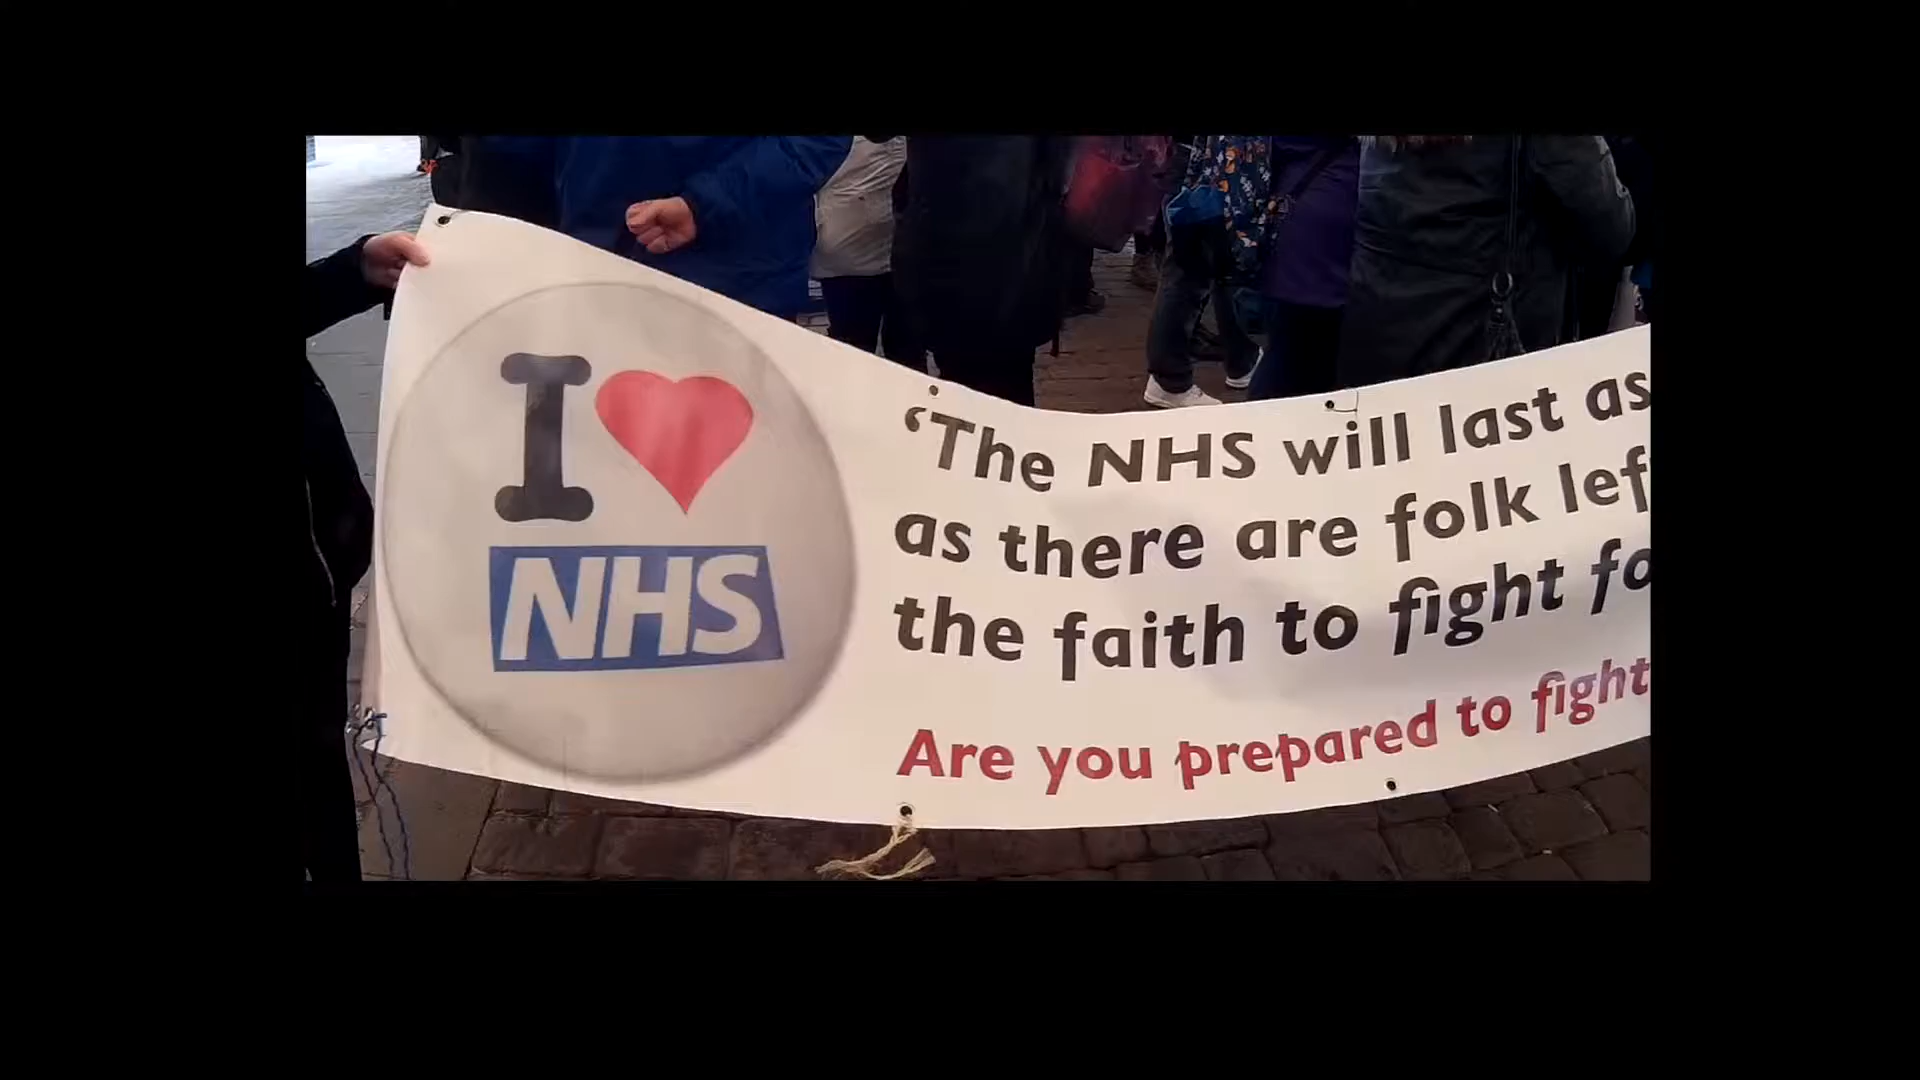 I ♥
NHS
‘The NHS will last as
as there are folk lef
the faith to fight fo
Are you prepared to fight